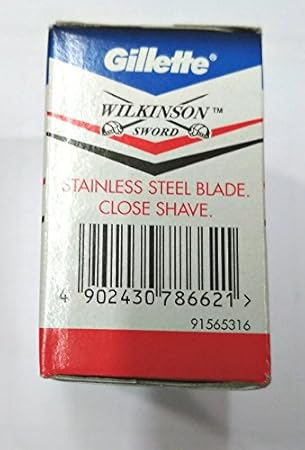 Gillette®
WILKINSON™
SWORD
STAINLESS STEEL BLADE.
CLOSE SHAVE.
4 902430 786621 >
91565316